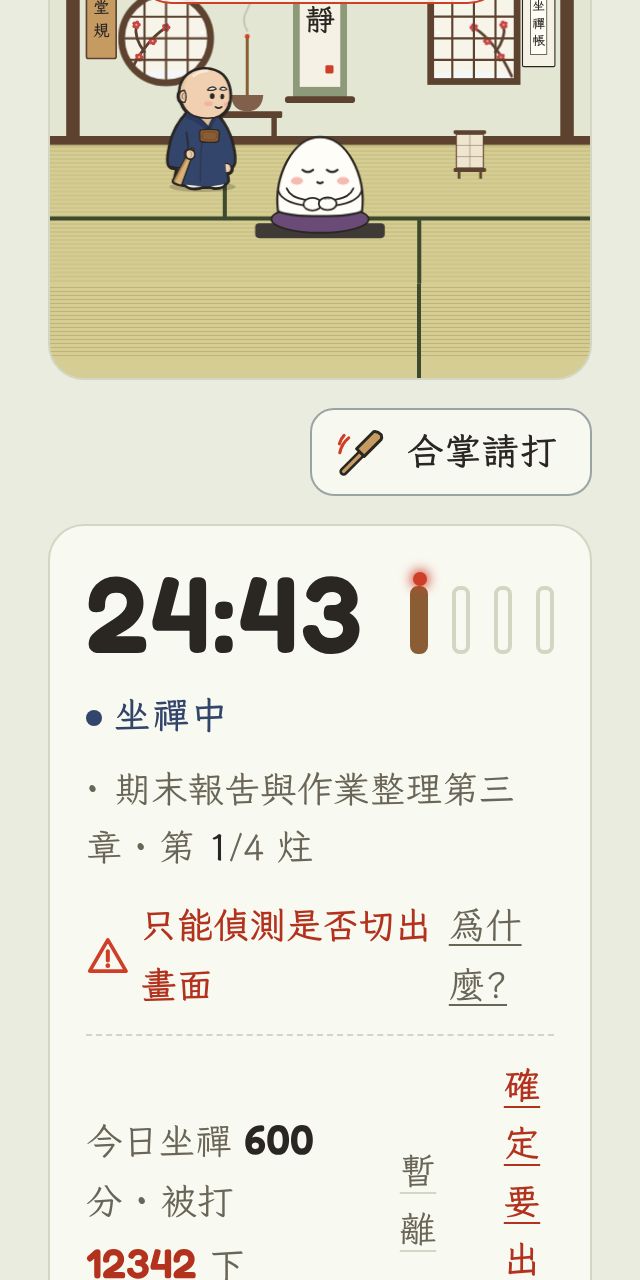 堂規
靜
坐禪帳
合掌請打
24:43
坐禪中
· 期末報告與作業整理第三
章·第 1/4 炷
只能偵測是否切出
畫面
爲什
麼?
今日坐禪 600
分·被打
12342 下
暫
離
確
定
要
出